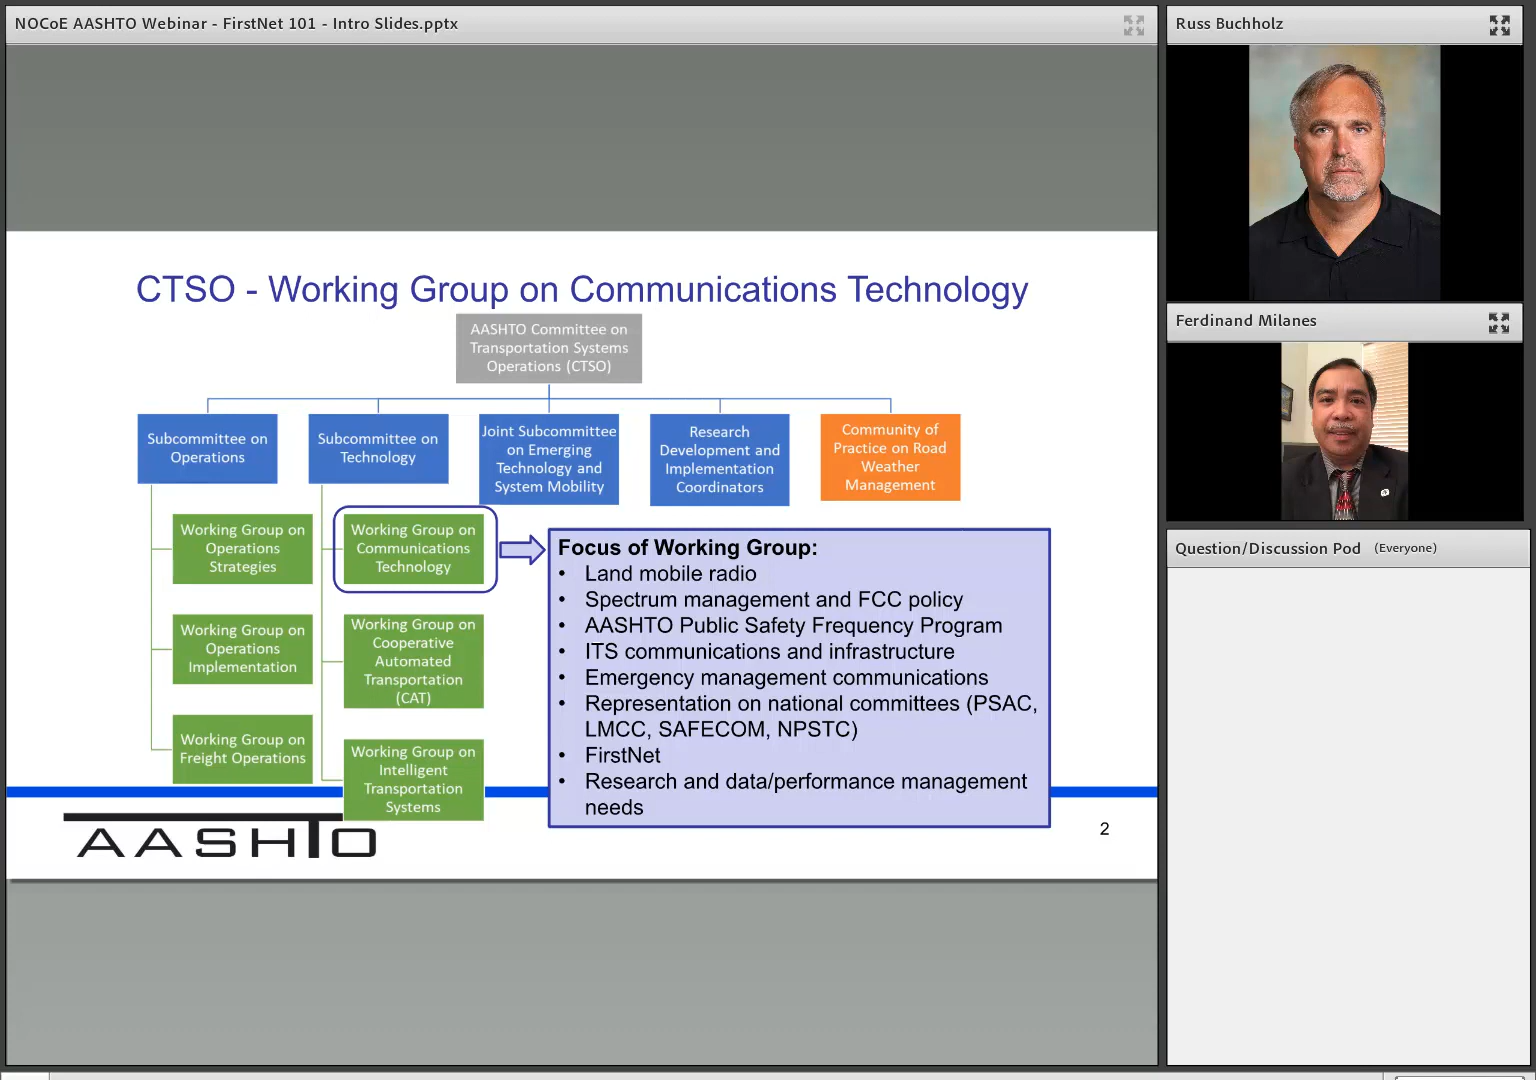 NOCoE AASHTO Webinar - FirstNet 101 - Intro Slides.pptx
CTSO - Working Group on Communications Technology
AASHTO Committee on
Transportation Systems
Operations (CTSO)
Subcommittee on
Operations
Subcommittee on
Technology
Joint Subcommittee
on Emerging
Technology and
System Mobility
Research
Development and
Implementation
Coordinators
Community of
Practice on Road
Weather
Management
Working Group on
Operations
Strategies
Working Group on
Operations
Implementation
Working Group on
Freight Operations
Working Group on
Communications
Technology
Working Group on
Cooperative
Automated
Transportation
(CAT)
Working Group on
Intelligent
Transportation
Systems
Focus of Working Group:
• Land mobile radio
• Spectrum management and FCC policy
• AASHTO Public Safety Frequency Program
• ITS communications and infrastructure
• Emergency management communications
• Representation on national committees (PSAC,
LMCC, SAFECOM, NPSTC)
• FirstNet
• Research and data/performance management
needs
AASHTO
2
Russ Buchholz
Ferdinand Milanes
Question/Discussion Pod (Everyone)